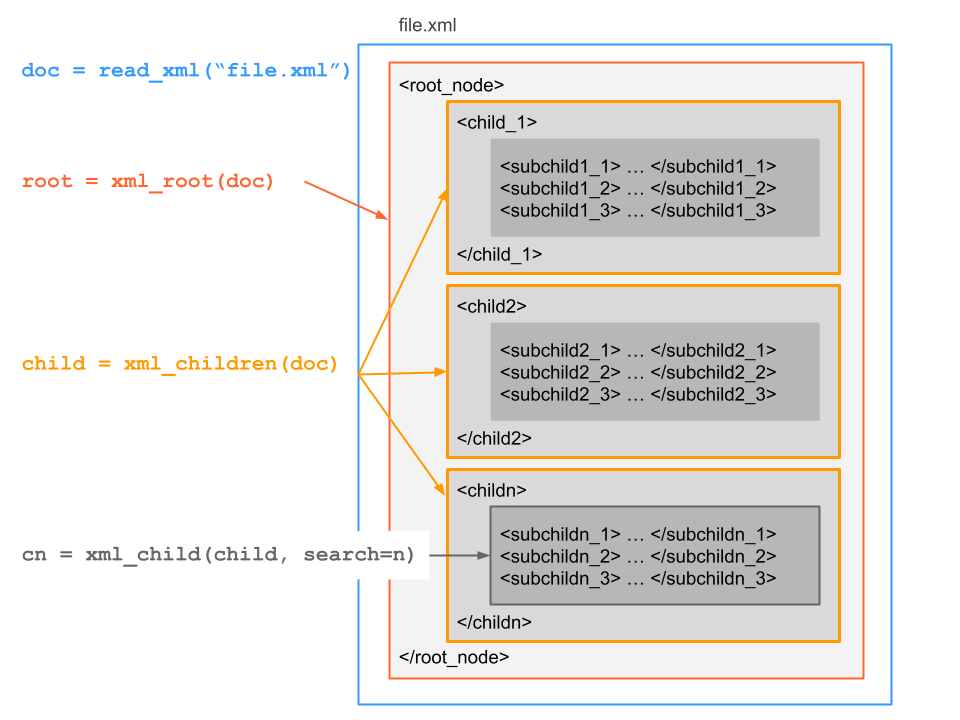 file.xml
doc = read_xml(“file.xml”)
<root_node>
<child_1>
<subchild1_1> … </subchild1_1>
root = xml_root(doc)
<subchild1_2> … </subchild1_2>
<subchild1_3> … </subchild1_3>
</child_1>
<child2>
<subchild2_1> … </subchild2_1>
child = xml_children(doc)
<subchild2_2> … </subchild2_2>
<subchild2_3> … </subchild2_3>
</child2>
<childn>
<subchildn_1> … </subchildn_1>
cn = xml_child(child, search=n)
<subchildn_2> … </subchildn_2>
<subchildn_3> … </subchildn_3>
</childn>
</root_node>